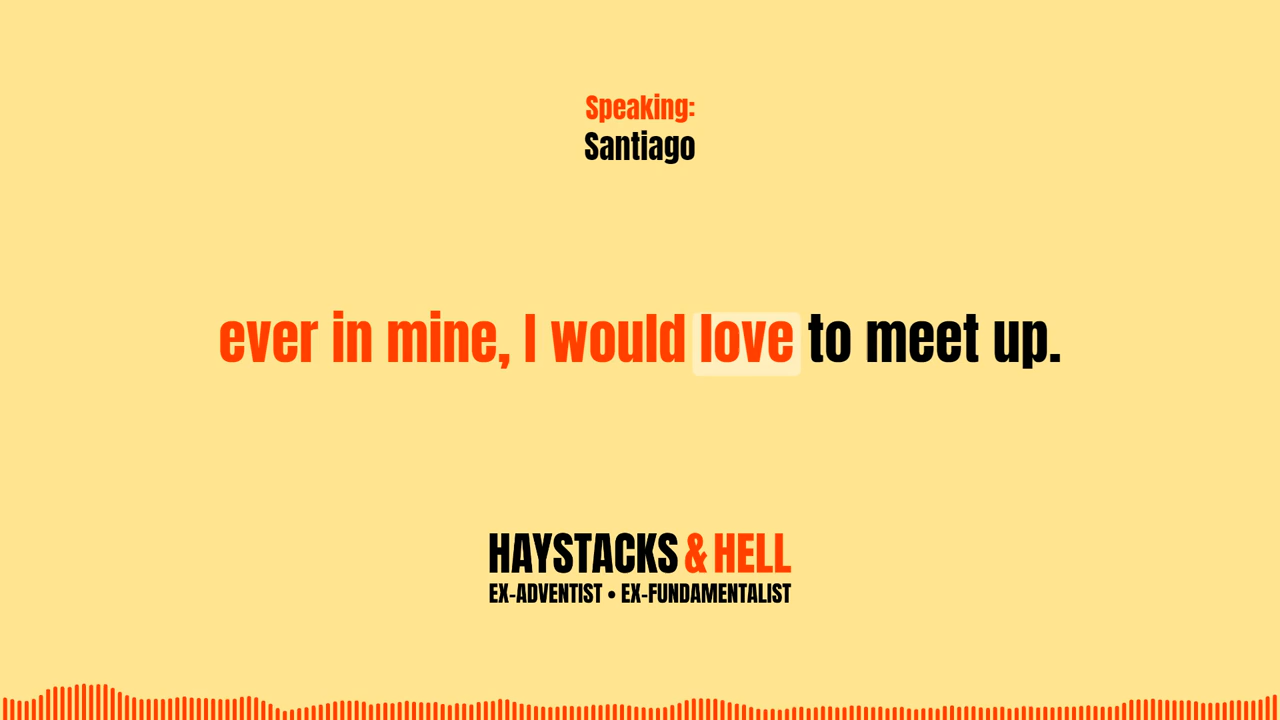 Speaking:
Santiago
ever in mine, I would love to meet up.
HAYSTACKS & HELL
EX-ADVENTIST • EX-FUNDAMENTALIST